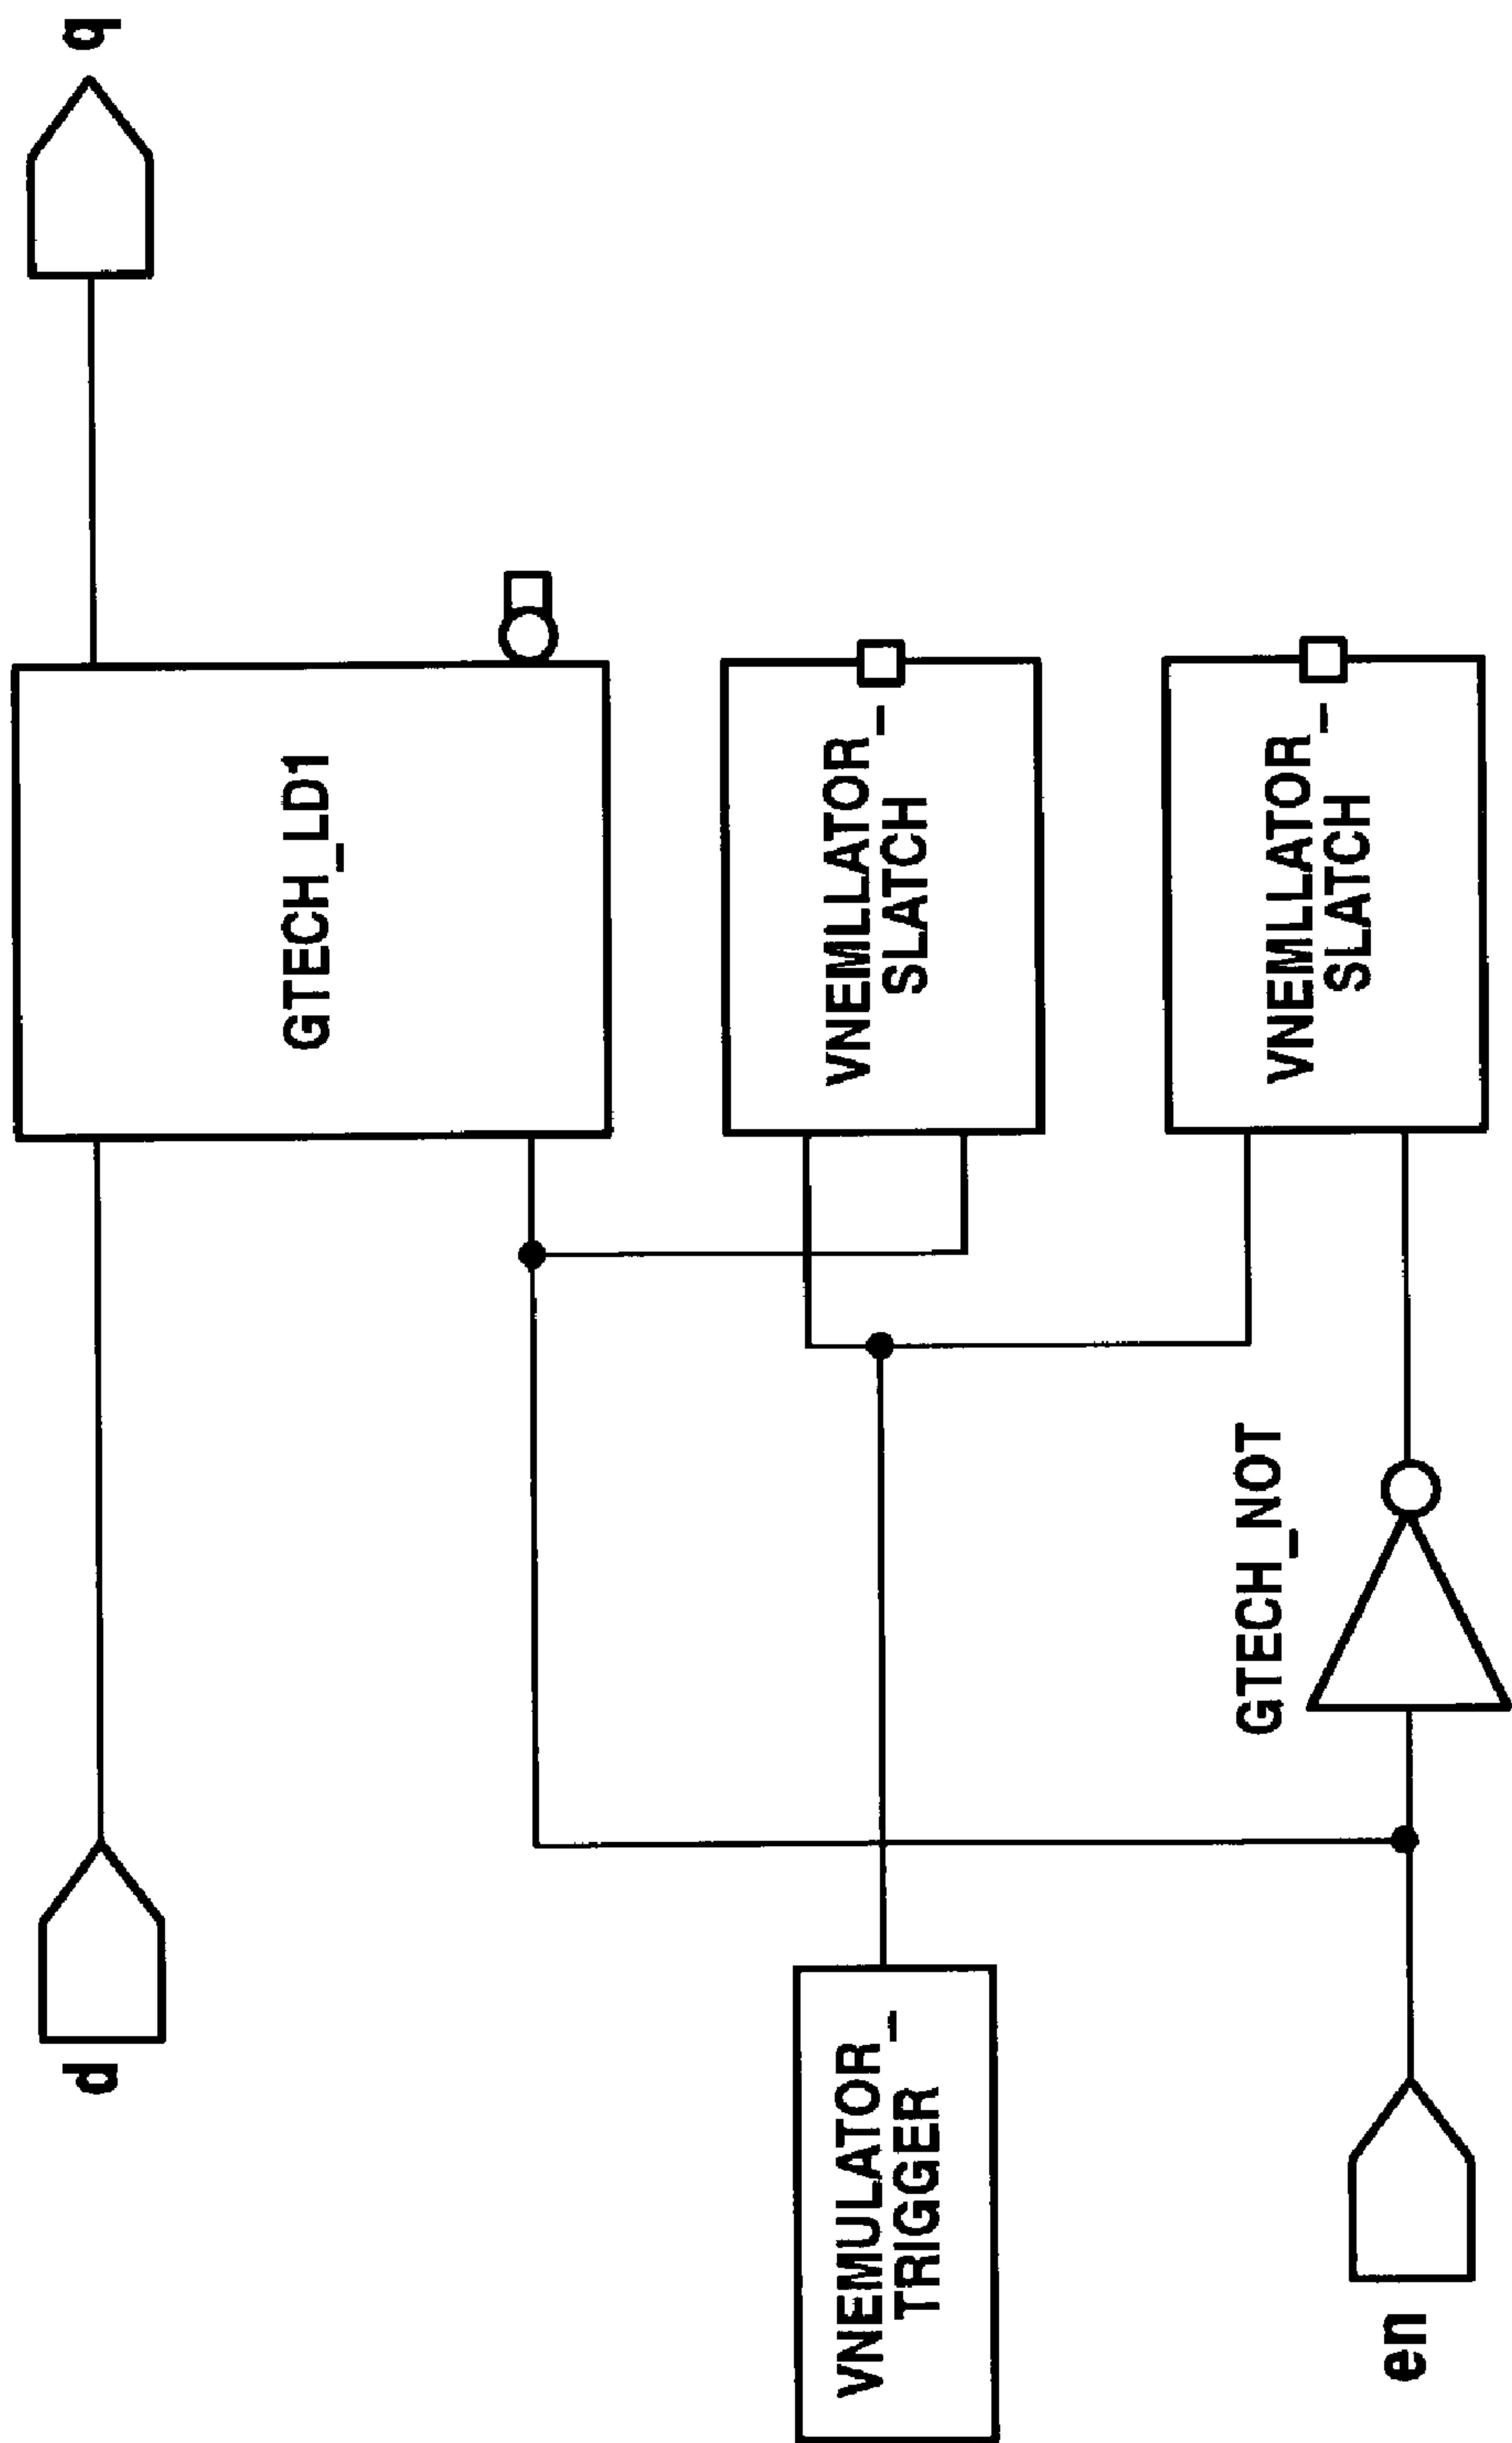 d
q
GTECH_LD1
VNEMULATOR_
TRIGGER
VNEMLLATOR_
SLATCH
GTECH_NOT
VNEMLLATOR_
SLATCH
en